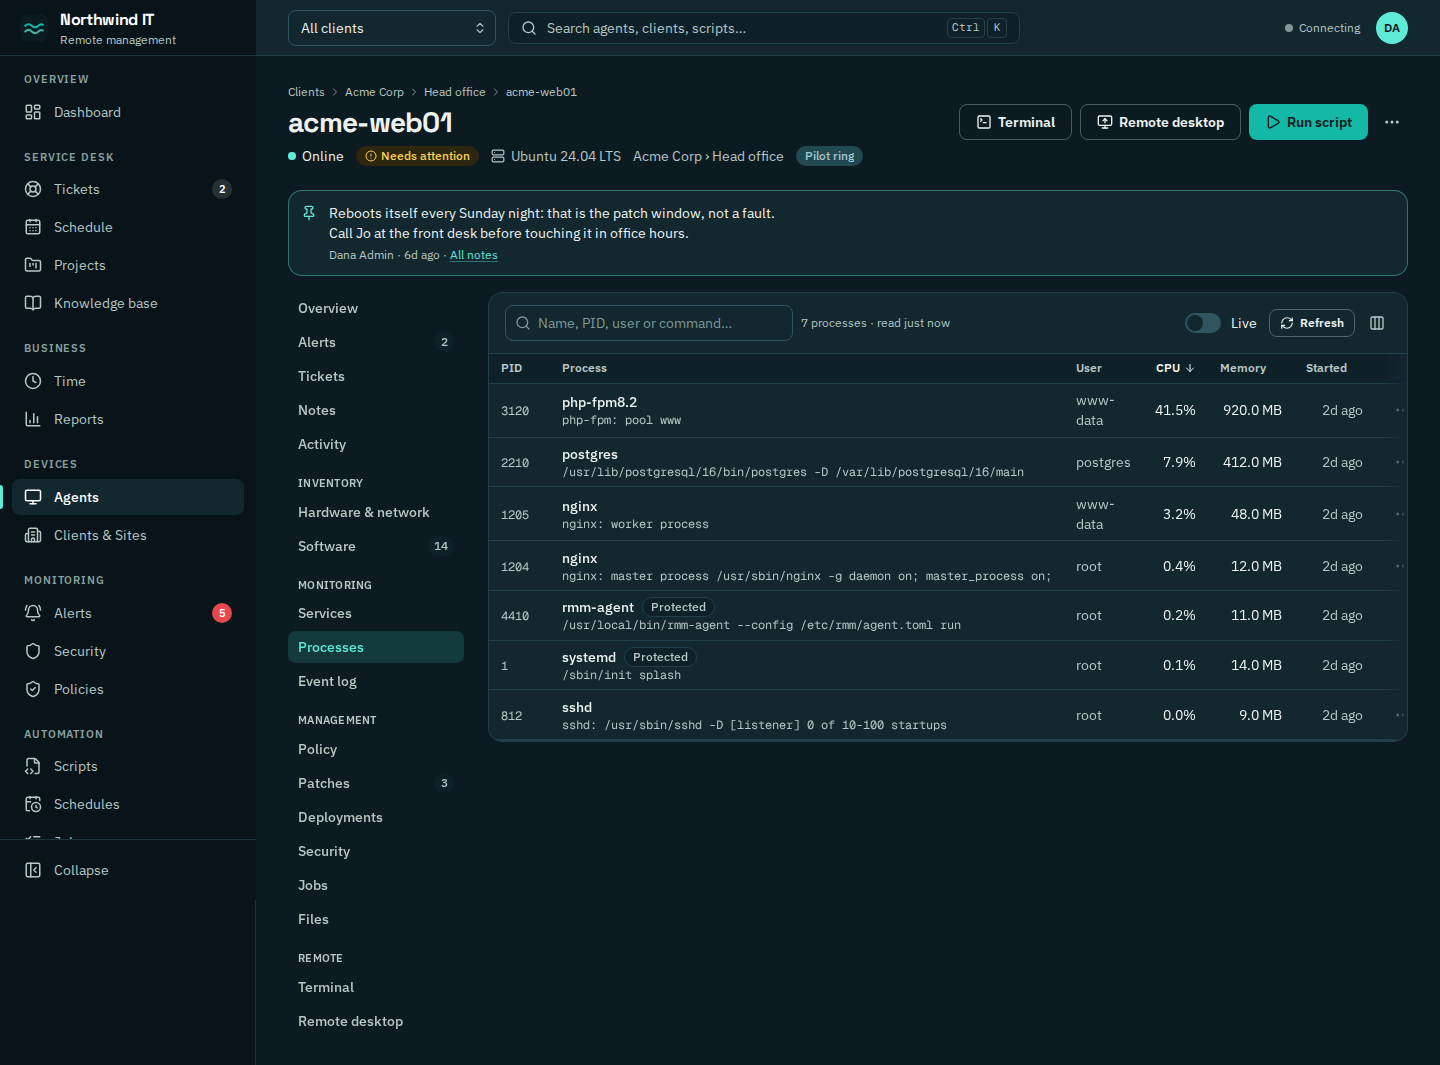 Northwind IT
Remote management
All clients
Search agents, clients, scripts...
Ctrl K
Connecting
DA
OVERVIEW
Dashboard
SERVICE DESK
Tickets 2
Schedule
Projects
Knowledge base
BUSINESS
Time
Reports
DEVICES
Agents
Clients & Sites
MONITORING
Alerts 5
Security
Policies
AUTOMATION
Scripts
Schedules
Collapse
Clients > Acme Corp > Head office > acme-web01
acme-web01
Terminal
Remote desktop
Run script
Online
Needs attention
Ubuntu 24.04 LTS
Acme Corp › Head office
Pilot ring
Reboots itself every Sunday night: that is the patch window, not a fault.
Call Jo at the front desk before touching it in office hours.
Dana Admin · 6d ago · All notes
Overview
Alerts 2
Tickets
Notes
Activity
INVENTORY
Hardware & network
Software 14
MONITORING
Services
Processes
Event log
MANAGEMENT
Policy
Patches 3
Deployments
Security
Jobs
Files
REMOTE
Terminal
Remote desktop
Name, PID, user or command...
7 processes · read just now
Live
Refresh
PID Process User CPU ↓ Memory Started
3120 php-fpm8.2 www-data 41.5% 920.0 MB 2d ago
php-fpm: pool www
2210 postgres postgres 7.9% 412.0 MB 2d ago
/usr/lib/postgresql/16/bin/postgres -D /var/lib/postgresql/16/main
1205 nginx www-data 3.2% 48.0 MB 2d ago
nginx: worker process
1204 nginx root 0.4% 12.0 MB 2d ago
nginx: master process /usr/sbin/nginx -g daemon on; master_process on;
4410 rmm-agent Protected root 0.2% 11.0 MB 2d ago
/usr/local/bin/rmm-agent --config /etc/rmm/agent.toml run
1 systemd Protected root 0.1% 14.0 MB 2d ago
/sbin/init splash
812 sshd root 0.0% 9.0 MB 2d ago
sshd: /usr/sbin/sshd -D [listener] 0 of 10-100 startups